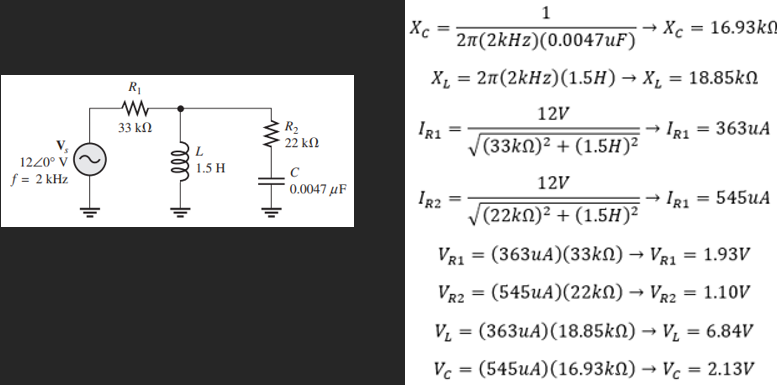 R₁
33 kΩ
Vₛ
12∠0° V
f = 2 kHz
L
1.5 H
R₂
22 kΩ
C
0.0047 μF
X_C = 1 / 2π(2kHz)(0.0047uF) → X_C = 16.93kΩ
X_L = 2π(2kHz)(1.5H) → X_L = 18.85kΩ
I_R1 = 12V / √(33kΩ)² + (1.5H)² → I_R1 = 363uA
I_R2 = 12V / √(22kΩ)² + (1.5H)² → I_R1 = 545uA
V_R1 = (363uA)(33kΩ) → V_R1 = 1.93V
V_R2 = (545uA)(22kΩ) → V_R2 = 1.10V
V_L = (363uA)(18.85kΩ) → V_L = 6.84V
V_C = (545uA)(16.93kΩ) → V_C = 2.13V